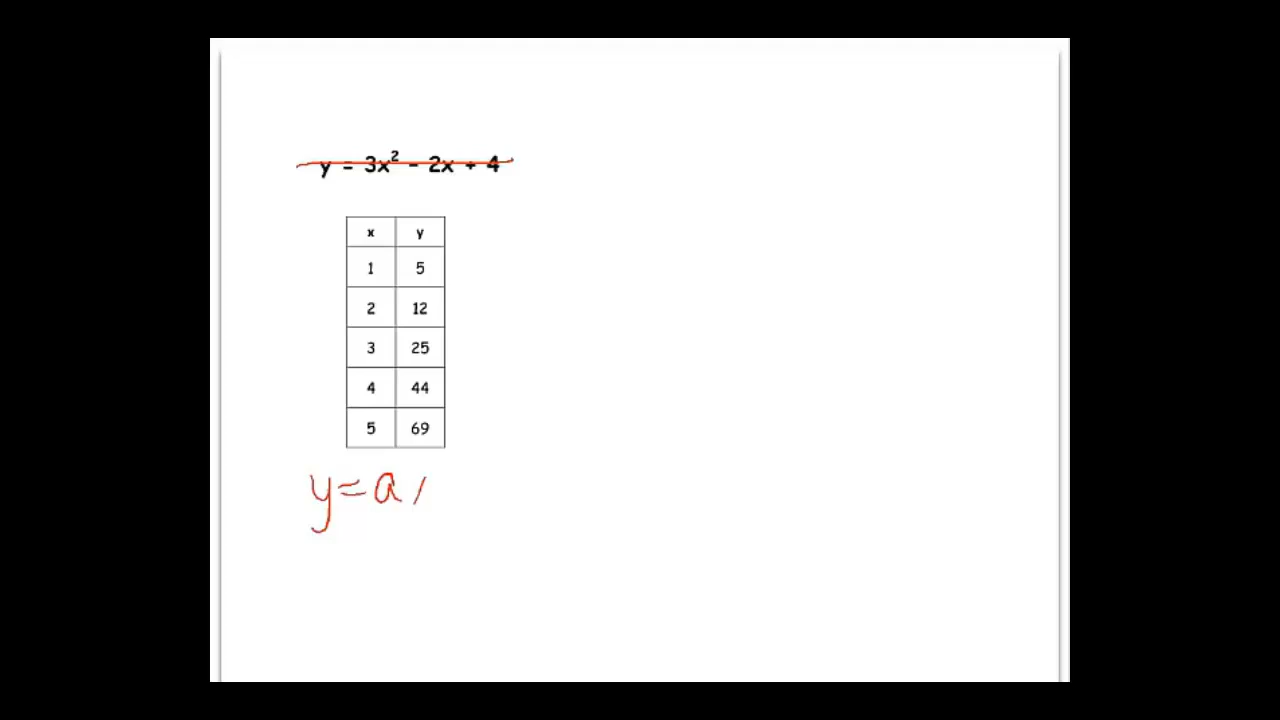 y = 3x² - 2x + 4
x y
1 5
2 12
3 25
4 44
5 69
y=a